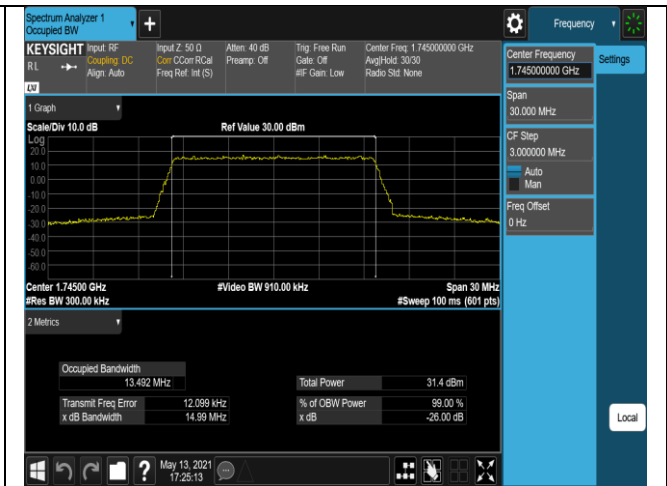 Spectrum Analyzer 1
Occupied BW
Frequency
KEYSIGHT
RL
LXI
Input: RF
Coupling: DC
Align: Auto
Input Z: 50 Ω
Corr CCorr RCal
Freq Ref: Int (S)
Atten: 40 dB
Preamp: Off
Trig: Free Run
Gate: Off
#IF Gain: Low
Center Freq: 1.745000000 GHz
Avg|Hold: 30/30
Radio Std: None
Center Frequency
1.745000000 GHz
Settings
Span
30.000 MHz
CF Step
3.000000 MHz
Auto
Man
Freq Offset
0 Hz
Local
1 Graph
Scale/Div 10.0 dB
Ref Value 30.00 dBm
Log
20.0
10.0
0.00
-10.0
-20.0
-30.0
-40.0
-50.0
-60.0
Center 1.74500 GHz
#Video BW 910.00 kHz
Span 30 MHz
#Res BW 300.00 kHz
#Sweep 100 ms (601 pts)
2 Metrics
Occupied Bandwidth
13.492 MHz
Total Power 31.4 dBm
Transmit Freq Error 12.099 kHz
% of OBW Power 99.00 %
x dB Bandwidth 14.99 MHz
x dB -26.00 dB
?
May 13, 2021
17:25:13